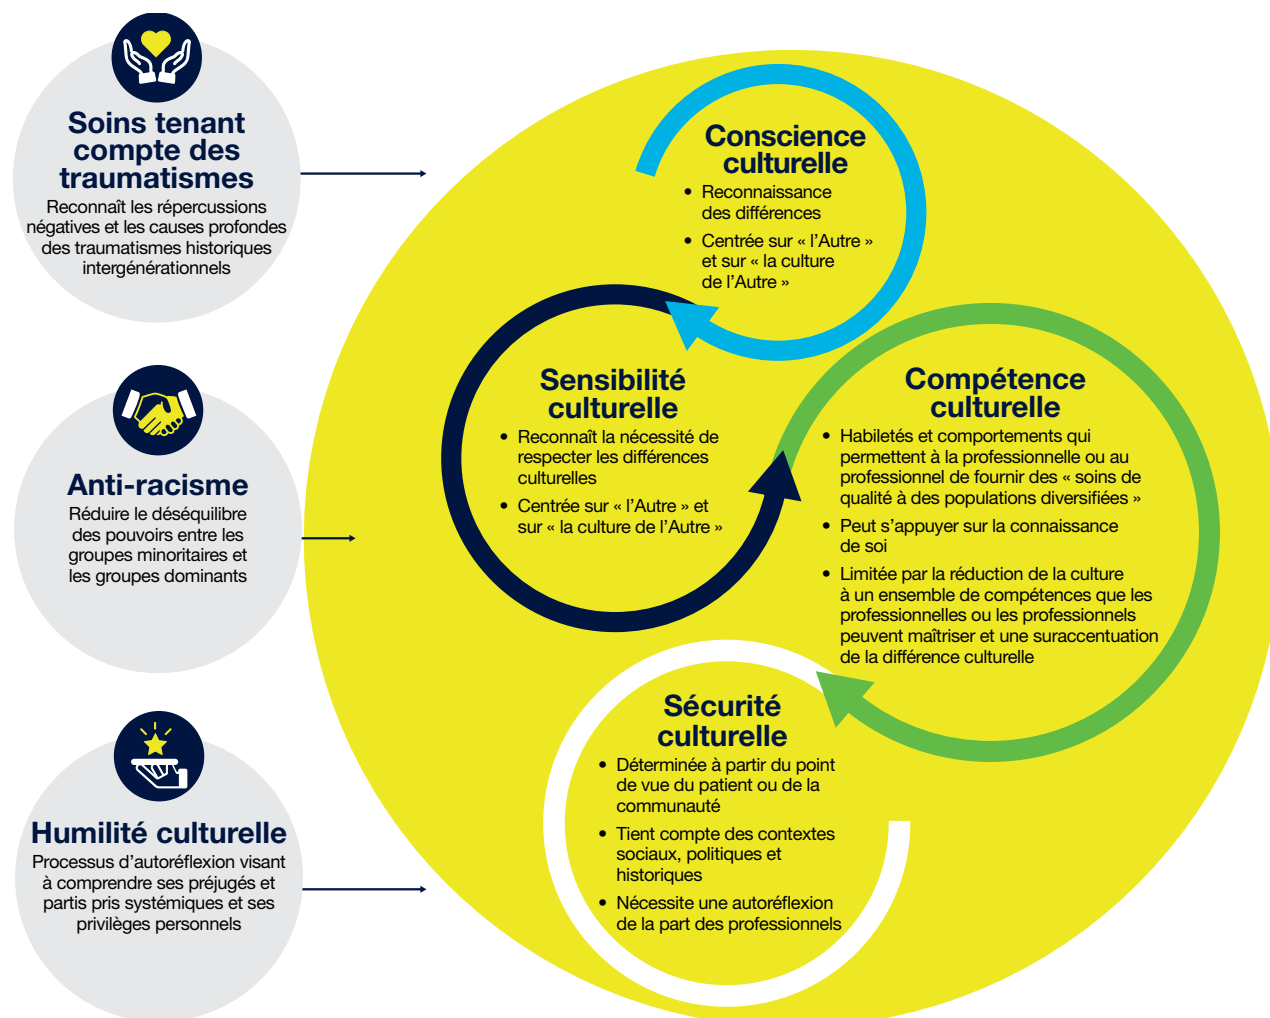 Soins tenant
compte des
traumatismes
Reconnaît les répercussions
négatives et les causes profondes
des traumatismes historiques
intergénérationnels
Anti-racisme
Réduire le déséquilibre
des pouvoirs entre les
groupes minoritaires et
les groupes dominants
Humilité culturelle
Processus d’autoréflexion visant
à comprendre ses préjugés et
partis pris systémiques et ses
privilèges personnels
Conscience
culturelle
• Reconnaissance
des différences
• Centrée sur « l’Autre »
et sur « la culture
de l’Autre »
Sensibilité
culturelle
• Reconnaît la nécessité de
respecter les différences
culturelles
• Centrée sur « l’Autre » et
sur « la culture de l’Autre »
Compétence
culturelle
• Habiletés et comportements qui
permettent à la professionnelle ou au
professionnel de fournir des « soins de
qualité à des populations diversifiées »
• Peut s’appuyer sur la connaissance
de soi
• Limitée par la réduction de la culture
à un ensemble de compétences que les
professionnelles ou les professionnels
peuvent maîtriser et une suraccentuation
de la différence culturelle
Sécurité
culturelle
• Déterminée à partir du point
de vue du patient ou de la
communauté
• Tient compte des contextes
sociaux, politiques et
historiques
• Nécessite une autoréflexion
de la part des professionnels